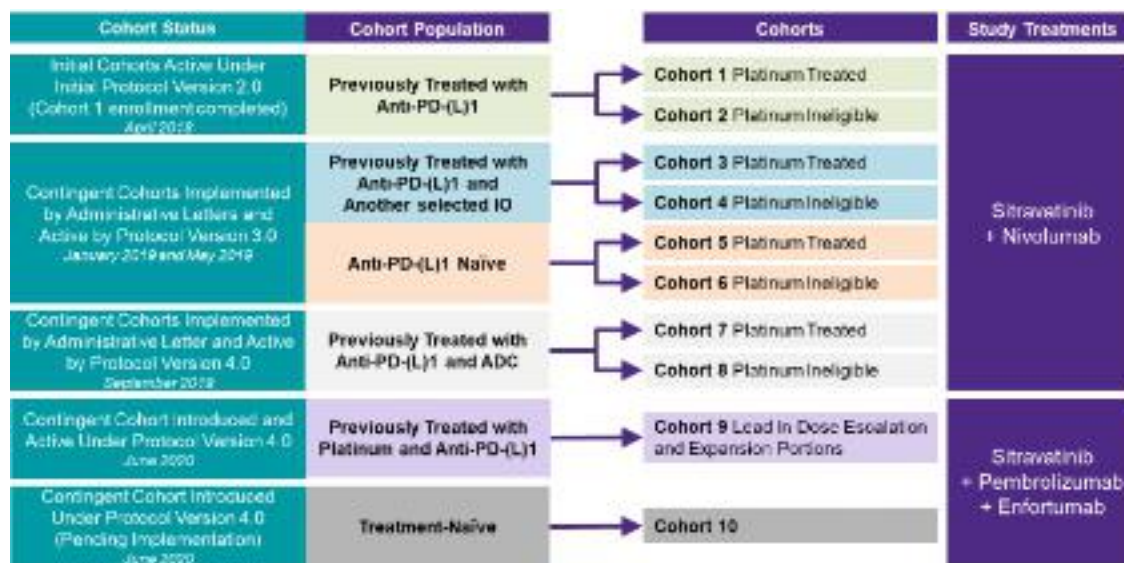 Cohort Status
Cohort Population
Cohorts
Study Treatments
Initial Cohorts Active Under
Initial Protocol Version 2.0
(Cohort 1 enrollment completed)
April 2018
Previously Treated with
Anti-PD-(L)1
Cohort 1 Platinum Treated
Cohort 2 Platinum Ineligible
Contingent Cohorts Implemented
by Administrative Letters and
Active by Protocol Version 3.0
January 2019 and May 2019
Previously Treated with
Anti-PD-(L)1 and
Another selected IO
Cohort 3 Platinum Treated
Cohort 4 Platinum Ineligible
Anti-PD-(L)1 Naïve
Cohort 5 Platinum Treated
Cohort 6 Platinum Ineligible
Sitravatinib
+ Nivolumab
Contingent Cohorts Implemented
by Administrative Letter and Active
by Protocol Version 4.0
September 2019
Previously Treated with
Anti-PD-(L)1 and ADC
Cohort 7 Platinum Treated
Cohort 8 Platinum Ineligible
Contingent Cohort Introduced and
Active Under Protocol Version 4.0
June 2020
Previously Treated with
Platinum and Anti-PD-(L)1
Cohort 9 Lead In Dose Escalation
and Expansion Portions
Contingent Cohort Introduced
Under Protocol Version 4.0
(Pending Implementation)
June 2020
Treatment-Naïve
Cohort 10
Sitravatinib
+ Pembrolizumab
+ Enfortumab